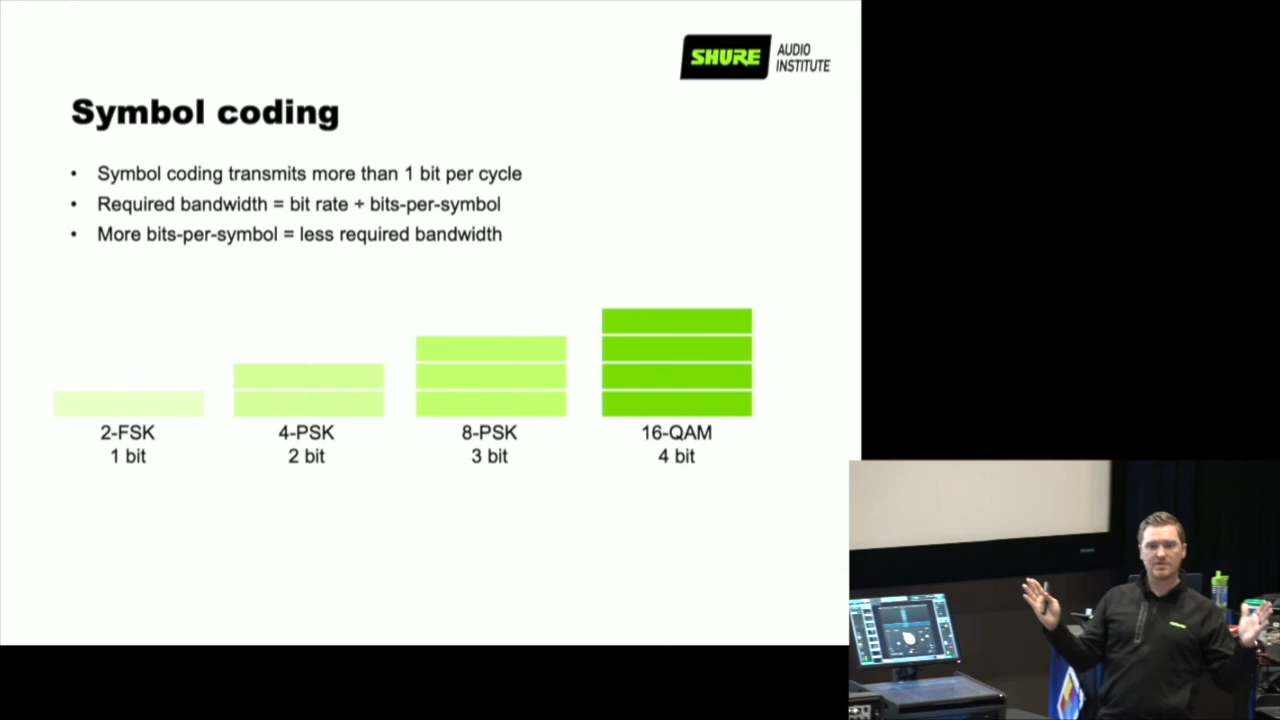 SHURE
AUDIO
INSTITUTE
Symbol coding
• Symbol coding transmits more than 1 bit per cycle
• Required bandwidth = bit rate ÷ bits-per-symbol
• More bits-per-symbol = less required bandwidth
2-FSK
1 bit
4-PSK
2 bit
8-PSK
3 bit
16-QAM
4 bit